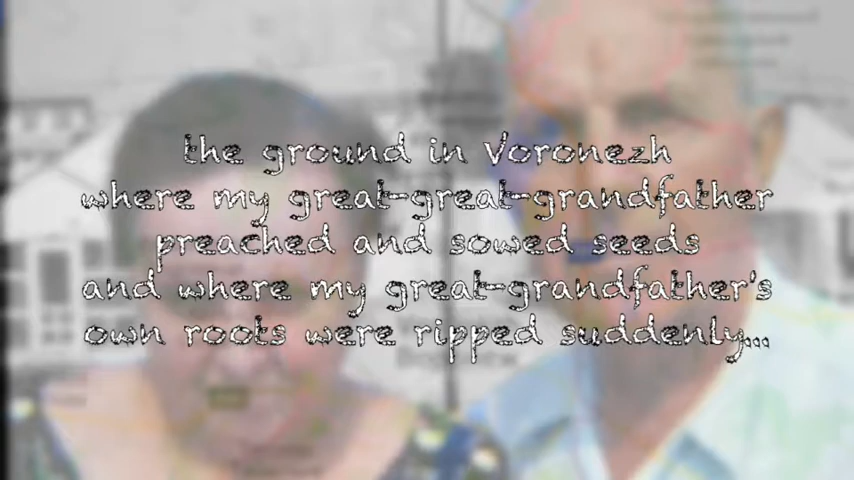 the ground in Voronezh
where my great-great-grandfather
preached and sowed seeds
and where my great-grandfather's
own roots were ripped suddenly...